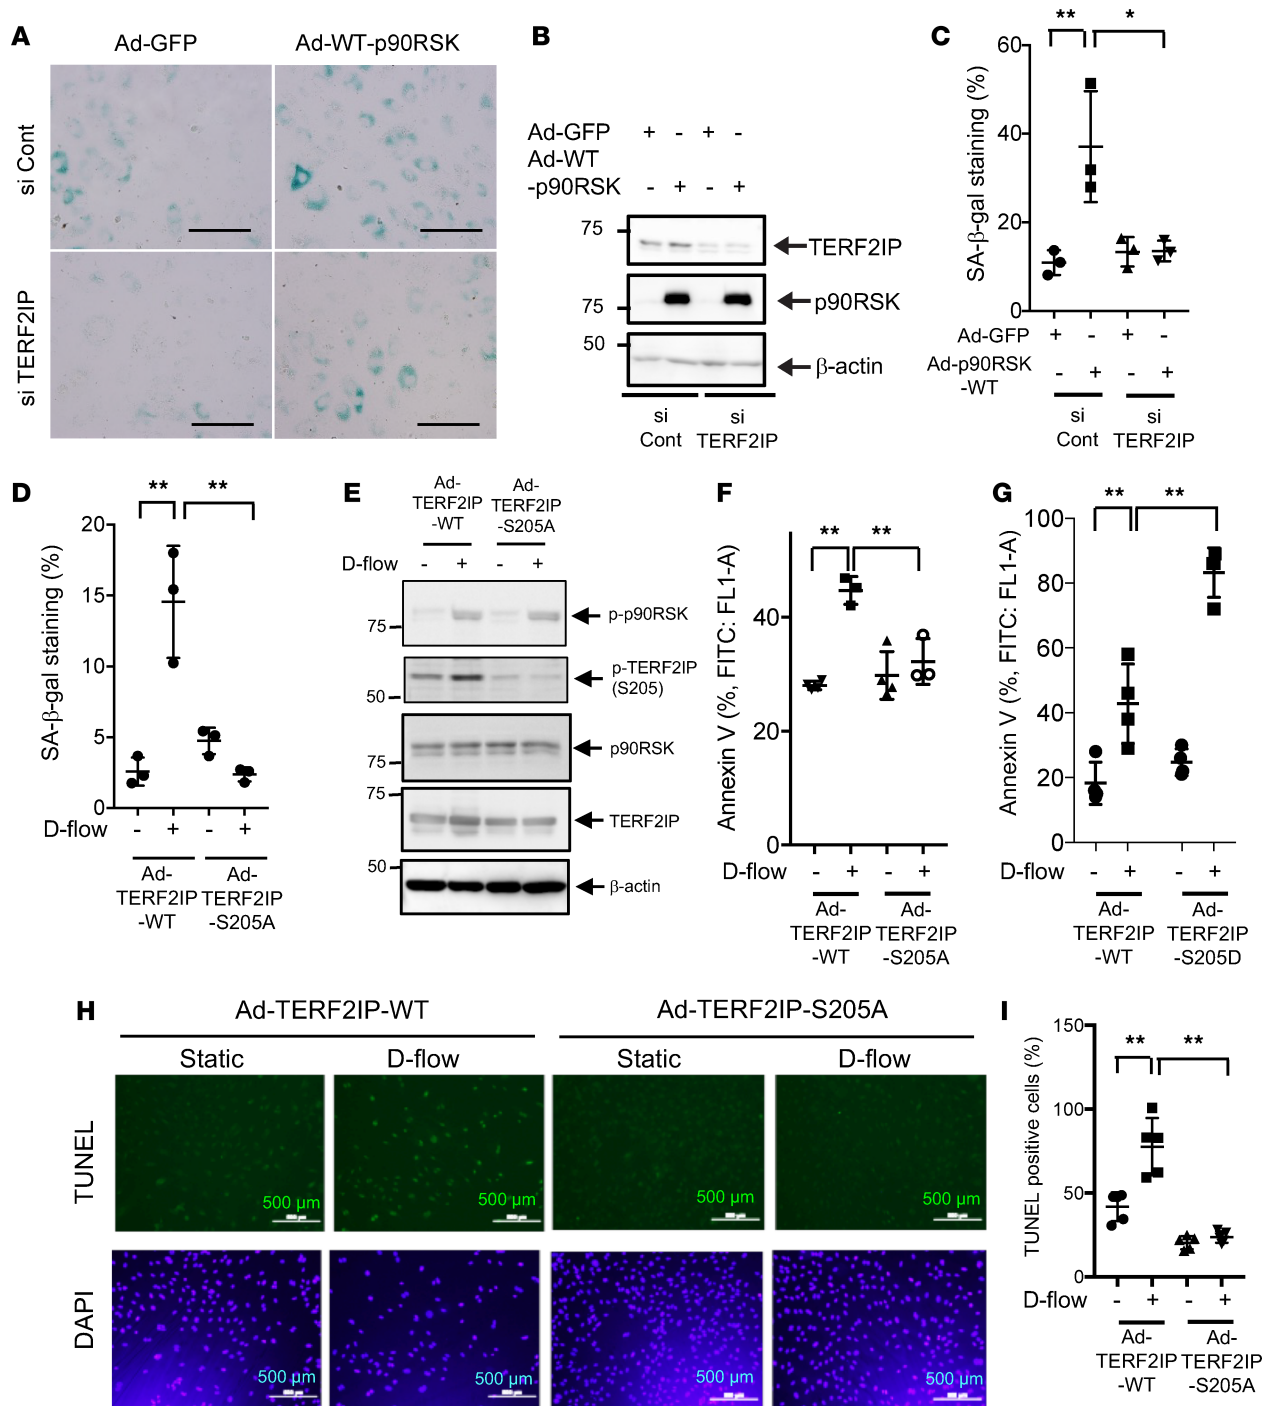 A
Ad-GFP
Ad-WT-p90RSK
si Cont
si TERF2IP
B
Ad-GFP + - + -
Ad-WT
-p90RSK - + - +
75
TERF2IP
75
p90RSK
50
β-actin
si
Cont
si
TERF2IP
C
** *
SA-β-gal staining (%)
60
40
20
0
Ad-GFP + - + -
Ad-p90RSK
-WT - + - +
si
Cont
si
TERF2IP
D
** **
SA-β-gal staining (%)
20
15
10
5
0
D-flow - + - +
Ad-
TERF2IP
-WT
Ad-
TERF2IP
-S205A
E
Ad-
TERF2IP
-WT
Ad-
TERF2IP
-S205A
D-flow - + - +
75
p-p90RSK
50
p-TERF2IP
(S205)
75
p90RSK
75
TERF2IP
50
β-actin
F
** **
Annexin V (%, FITC: FL1-A)
40
20
0
D-flow - + - +
Ad-
TERF2IP
-WT
Ad-
TERF2IP
-S205A
G
** **
Annexin V (%, FITC: FL1-A)
100
80
60
40
20
0
D-flow - + - +
Ad-
TERF2IP
-WT
Ad-
TERF2IP
-S205D
H
Ad-TERF2IP-WT
Ad-TERF2IP-S205A
Static
D-flow
Static
D-flow
TUNEL
500 μm
500 μm
500 μm
500 μm
DAPI
500 μm
500 μm
500 μm
500 μm
I
** **
TUNEL positive cells (%)
150
100
50
0
D-flow - + - +
Ad-
TERF2IP
-WT
Ad-
TERF2IP
-S205A